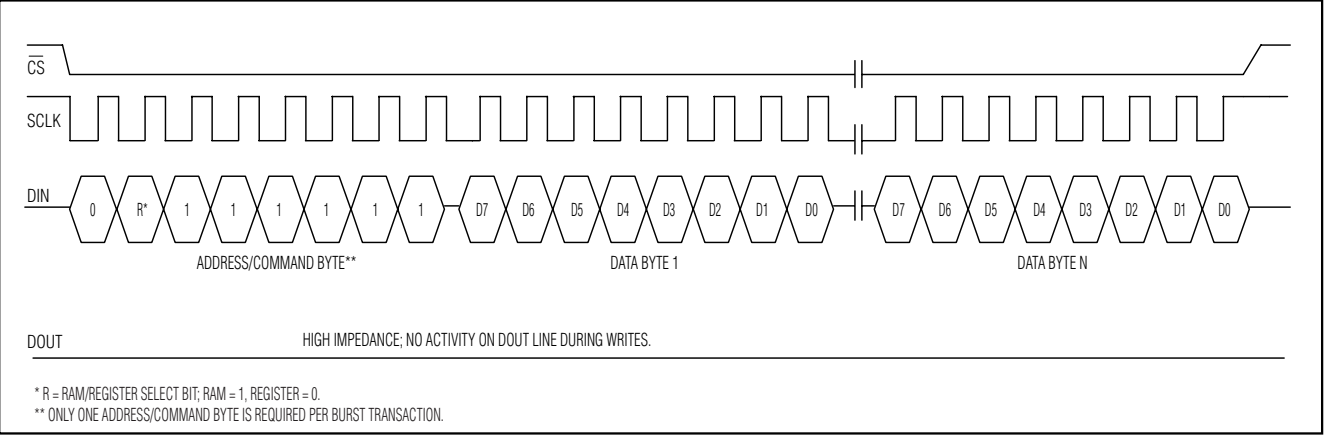 CS
SCLK
DIN 0 R* 1 1 1 1 1 1 D7 D6 D5 D4 D3 D2 D1 D0 D7 D6 D5 D4 D3 D2 D1 D0
ADDRESS/COMMAND BYTE** DATA BYTE 1 DATA BYTE N
DOUT HIGH IMPEDANCE; NO ACTIVITY ON DOUT LINE DURING WRITES.
* R = RAM/REGISTER SELECT BIT; RAM = 1, REGISTER = 0.
** ONLY ONE ADDRESS/COMMAND BYTE IS REQUIRED PER BURST TRANSACTION.